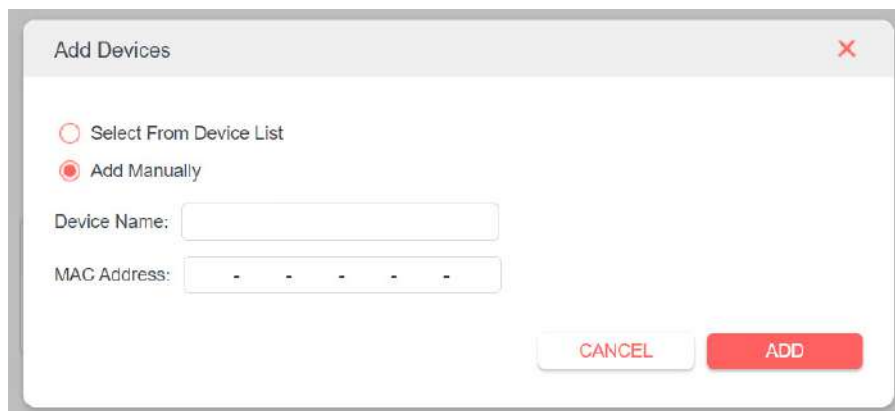 Add Devices
Select From Device List
Add Manually
Device Name:
MAC Address: - - - - -
CANCEL ADD